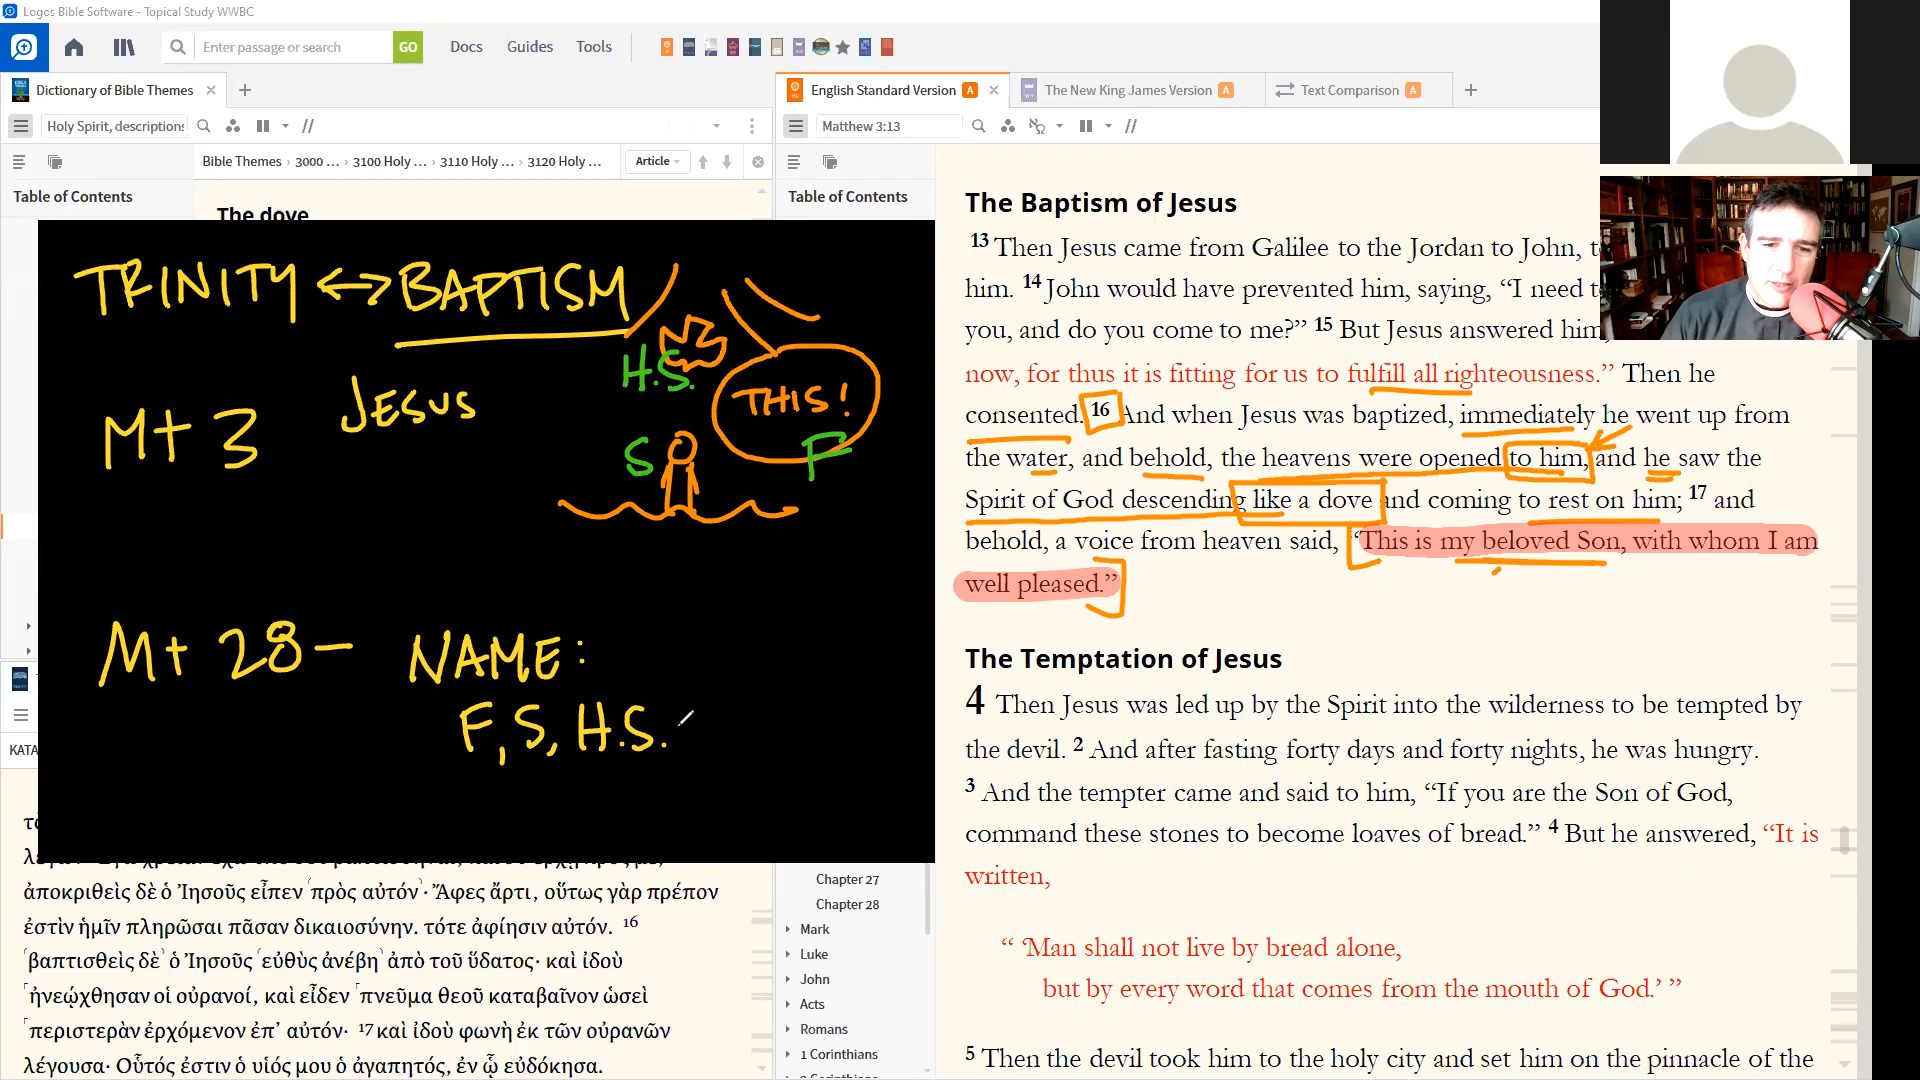 Logos Bible Software - Topical Study WWBC
Enter passage or search
GO
Docs
Guides
Tools
Dictionary of Bible Themes
Holy Spirit, descriptions
Bible Themes › 3000 ... › 3100 Holy ... › 3110 Holy ... › 3120 Holy ...
Article
Table of Contents
The dove
TRINITY ↔ BAPTISM
Mt 3
JESUS
H.S.
THIS!
S
F
Mt 28 — NAME:
F, S, H.S.
KATA
ἀποκριθεὶς δὲ ὁ Ἰησοῦς εἶπεν ⸂πρὸς αὐτόν⸃· Ἄφες ἄρτι, οὕτως γὰρ πρέπον
ἐστὶν ἡμῖν πληρῶσαι πᾶσαν δικαιοσύνην. τότε ἀφίησιν αὐτόν. 16
⸂βαπτισθεὶς δὲ⸃ ὁ Ἰησοῦς ⸂εὐθὺς ἀνέβη⸃ ἀπὸ τοῦ ὕδατος· καὶ ἰδοὺ
⸀ἠνεῴχθησαν οἱ οὐρανοί, καὶ εἶδεν ⸀πνεῦμα θεοῦ καταβαῖνον ὡσεὶ
⸀περιστερὰν ἐρχόμενον ἐπ’ αὐτόν· 17 καὶ ἰδοὺ φωνὴ ἐκ τῶν οὐρανῶν
λέγουσα· Οὗτός ἐστιν ὁ υἱός μου ὁ ἀγαπητός, ἐν ᾧ εὐδόκησα.
English Standard Version A
The New King James Version A
Text Comparison A
Matthew 3:13
Table of Contents
Chapter 27
Chapter 28
Mark
Luke
John
Acts
Romans
1 Corinthians
The Baptism of Jesus
13 Then Jesus came from Galilee to the Jordan to John,
him. 14 John would have prevented him, saying, “I need
you, and do you come to me?” 15 But Jesus answered him,
now, for thus it is fitting for us to fulfill all righteousness.” Then he
consented. 16 And when Jesus was baptized, immediately he went up from
the water, and behold, the heavens were opened to him, and he saw the
Spirit of God descending like a dove and coming to rest on him; 17 and
behold, a voice from heaven said, “This is my beloved Son, with whom I am
well pleased.”
The Temptation of Jesus
4 Then Jesus was led up by the Spirit into the wilderness to be tempted by
the devil. 2 And after fasting forty days and forty nights, he was hungry.
3 And the tempter came and said to him, “If you are the Son of God,
command these stones to become loaves of bread.” 4 But he answered, “It is
written,
“ ‘Man shall not live by bread alone,
but by every word that comes from the mouth of God.’ ”
5 Then the devil took him to the holy city and set him on the pinnacle of the